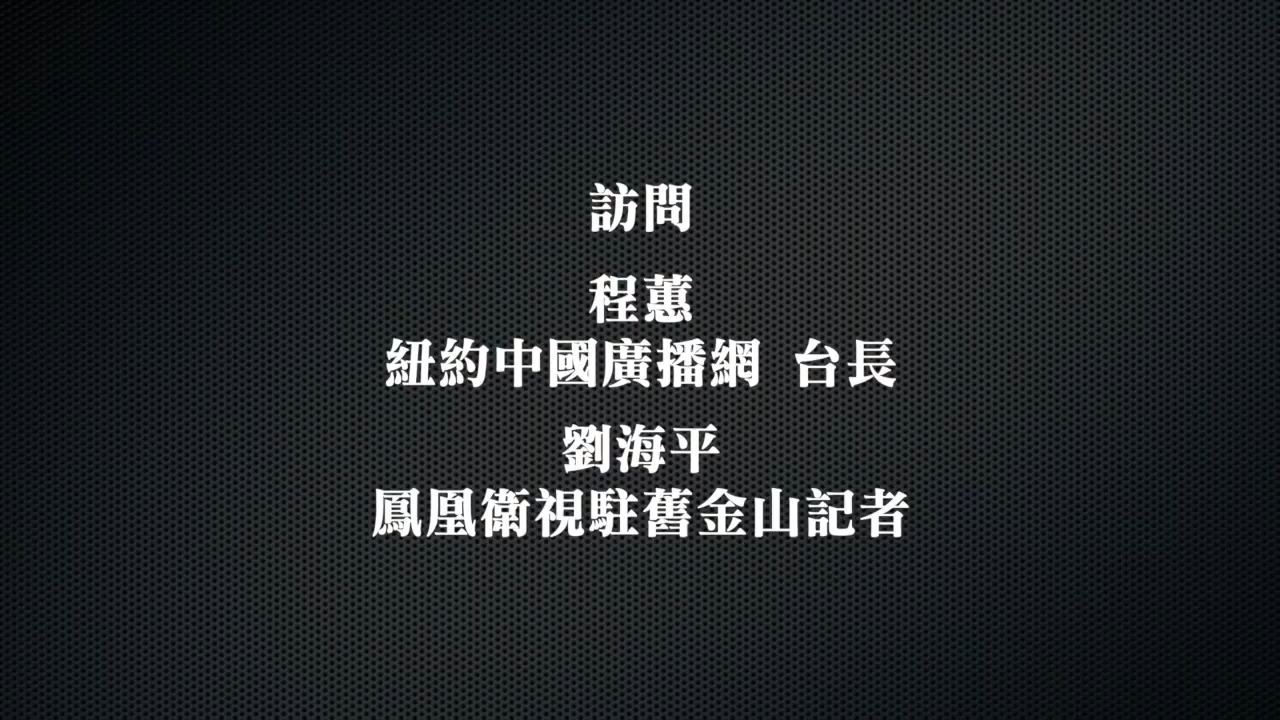 訪問
程蕙
紐約中國廣播網 台長
劉海平
鳳凰衛視駐舊金山記者